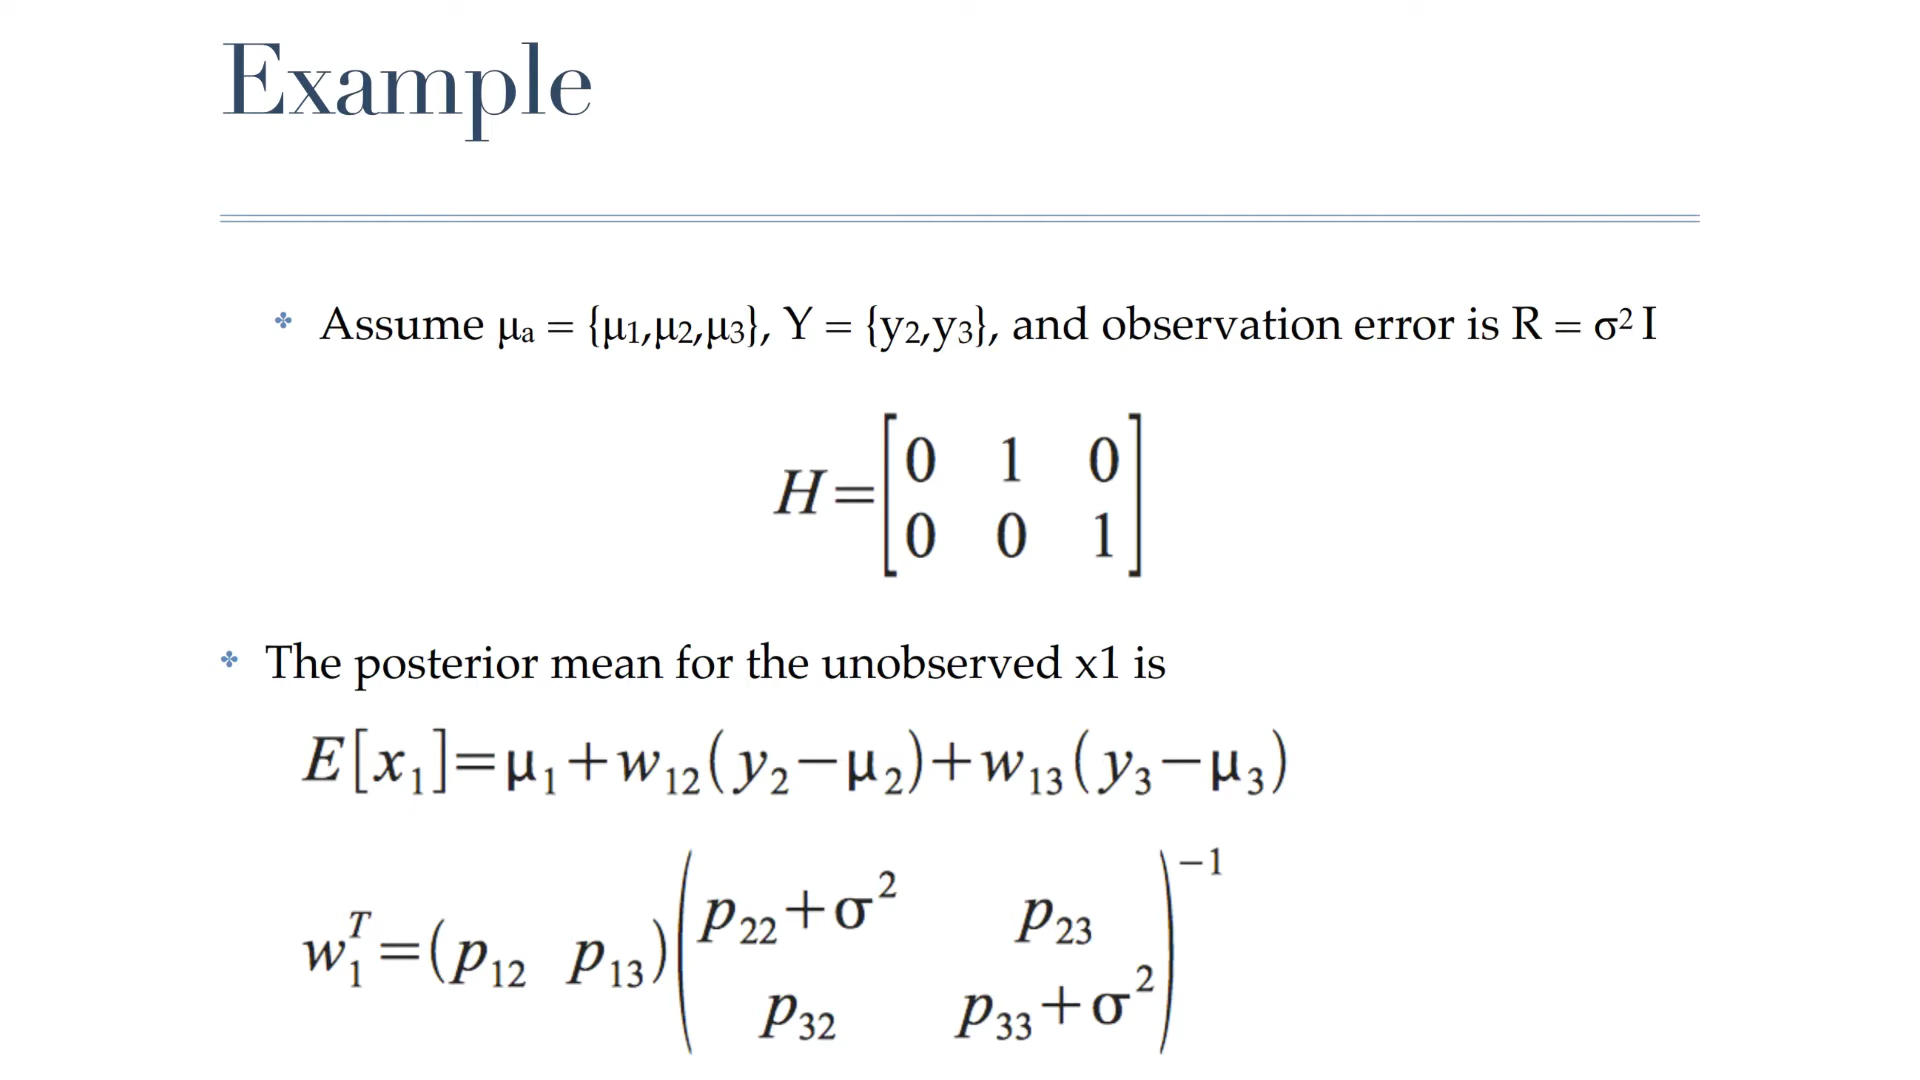 Example
Assume μa = {μ1,μ2,μ3}, Y = {y2,y3}, and observation error is R = σ² I
H=[0 1 0
0 0 1]
The posterior mean for the unobserved x1 is
E[x₁]=μ₁+w₁₂(y₂−μ₂)+w₁₃(y₃−μ₃)
w₁ᵀ=(p₁₂ p₁₃)(p₂₂+σ² p₂₃
p₃₂ p₃₃+σ²)⁻¹